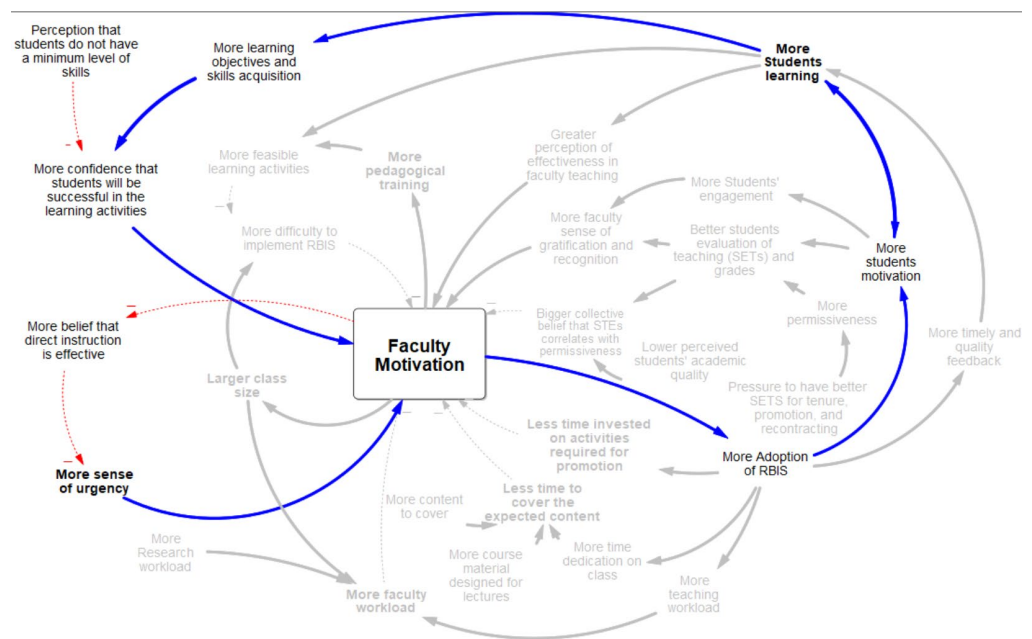 Perception that
students do not have
a minimum level of
skills
More learning
objectives and
skills acquisition
More
Students
learning
More confidence that
students will be
successful in the
learning activities
More feasible
learning activities
More
pedagogical
training
Greater
perception of
effectiveness in
faculty teaching
More Students'
engagement
More difficulty to
implement RBIS
More faculty
sense of
gratification and
recognition
Better students
evaluation of
teaching (SETs) and
grades
More
students
motivation
More belief that
direct instruction
is effective
Faculty
Motivation
Bigger collective
belief that STEs
correlates with
permissiveness
More
permissiveness
More timely and
quality
feedback
Lower perceived
students' academic
quality
Larger class
size
Pressure to have better
SETS for tenure,
promotion, and
recontracting
Less time invested
on activities
required for
promotion
More Adoption
of RBIS
More sense
of urgency
More content
to cover
Less time to
cover the
expected content
More
Research
workload
More course
material
designed for
lectures
More time
dedication on
class
More
teaching
workload
More faculty
workload